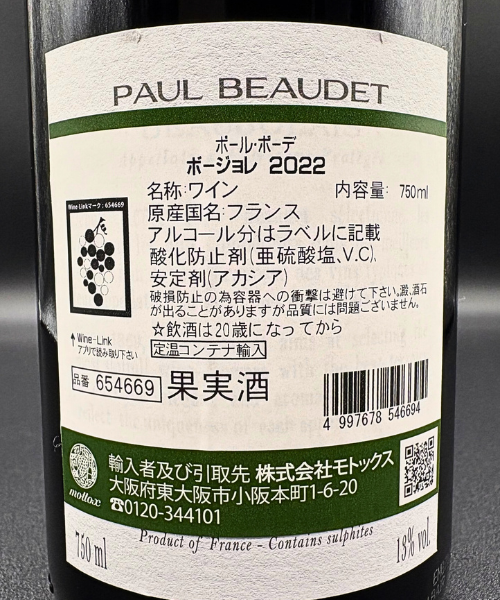 PAUL BEAUDET
ポール・ボーデ
ボージョレ 2022
名称:ワイン 内容量: 750ml
原産国名:フランス
アルコール分はラベルに記載
酸化防止剤(亜硫酸塩、V.C)、
安定剤(アカシア)
破損防止の為容器への衝撃は避けて下さい。澱、酒石
が出ることがありますが品質には問題ございません。
☆飲酒は20歳になってから
定温コンテナ輸入
Wine Linkマーク: 654669
Wine-Link
アプリで読み取り下さい
品番 654669 果実酒
4 997678 546694
輸入者及び引取先 株式会社モトックス
大阪府東大阪市小阪本町1-6-20
0120-344101
mottox
Product of France - Contains sulphites
750 ml
13% vol.